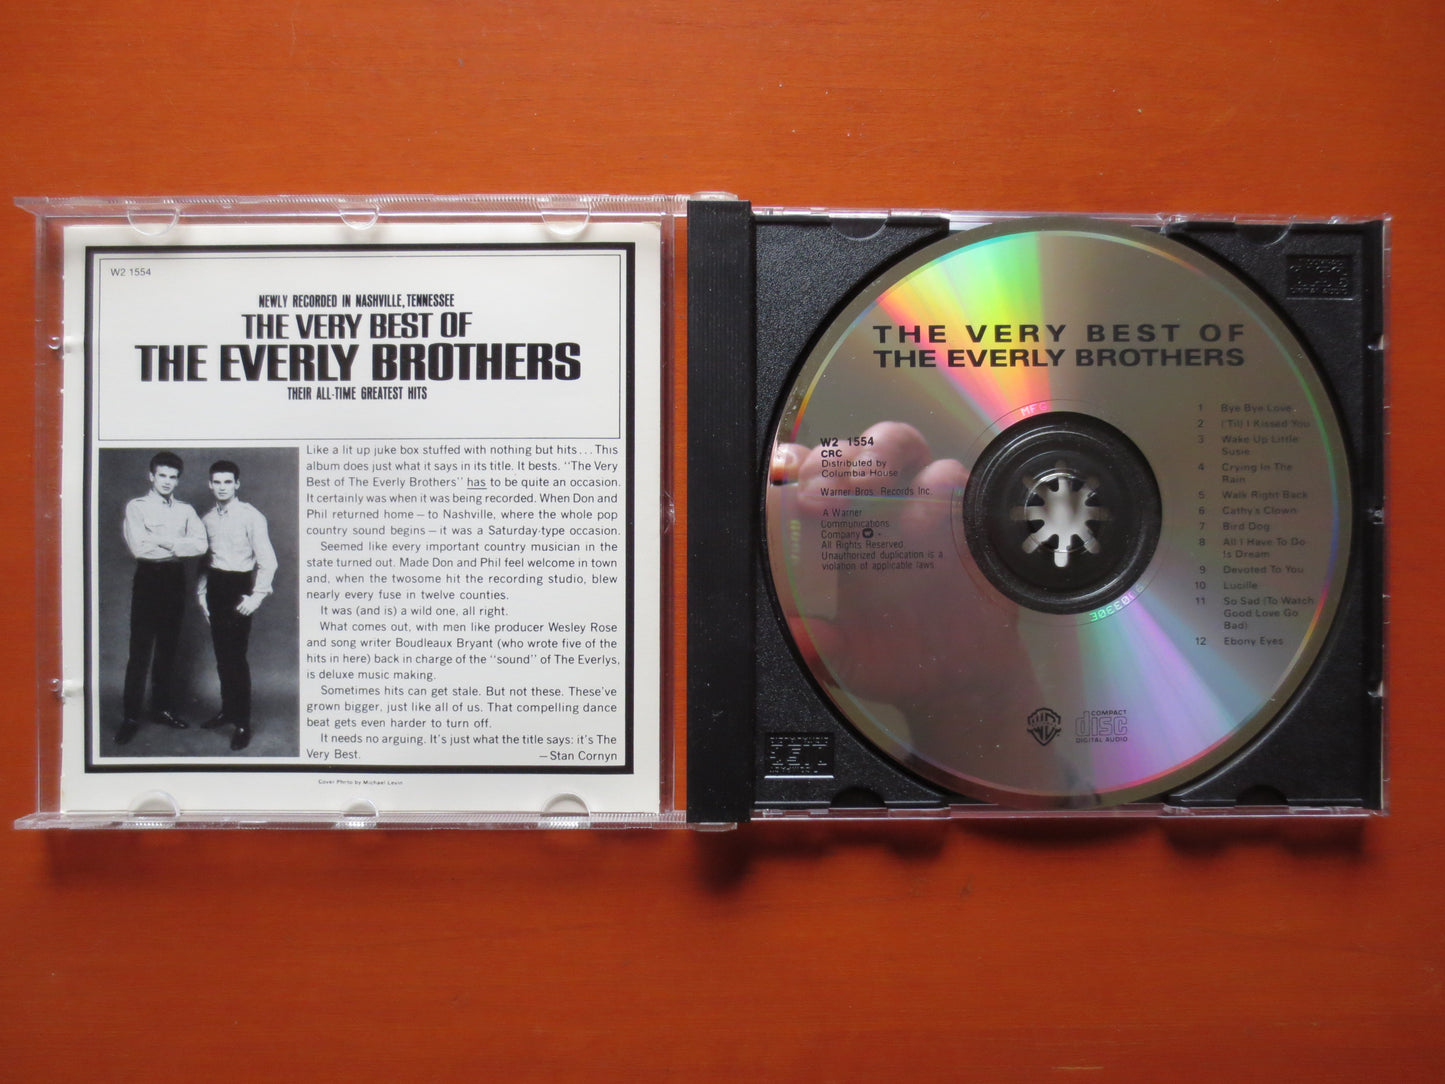 W2 1554
NEWLY RECORDED IN NASHVILLE, TENNESSEE
THE VERY BEST OF
THE EVERLY BROTHERS
THEIR ALL-TIME GREATEST HITS
Like a lit up juke box stuffed with nothing but hits... This
album does just what it says in its title. It bests. "The Very
Best of The Everly Brothers" has to be quite an occasion.
It certainly was when it was being recorded. When Don and
Phil returned home – to Nashville, where the whole pop
country sound begins – it was a Saturday-type occasion.
Seemed like every important country musician in the
state turned out. Made Don and Phil feel welcome in town
and, when the twosome hit the recording studio, blew
nearly every fuse in twelve counties.
It was (and is) a wild one, all right.
What comes out, with men like producer Wesley Rose
and song writer Boudleaux Bryant (who wrote five of the
hits in here) back in charge of the "sound" of The Everlys,
is deluxe music making.
Sometimes hits can get stale. But not these. These've
grown bigger, just like all of us. That compelling dance
beat gets even harder to turn off.
It needs no arguing. It's just what the title says: it's The
Very Best. – Stan Cornyn
Cover Photo by Michael Levin
THE VERY BEST OF
THE EVERLY BROTHERS
W2 1554
CRC
Distributed by
Columbia House
Warner Bros. Records Inc.
A Warner
Communications
Company
All Rights Reserved.
Unauthorized duplication is a
violation of applicable laws.
1 Bye Bye Love
2 ('Til) I Kissed You
3 Wake Up Little
Susie
4 Crying In The
Rain
5 Walk Right Back
6 Cathy's Clown
7 Bird Dog
8 All I Have To Do
Is Dream
9 Devoted To You
10 Lucille
11 So Sad (To Watch
Good Love Go
Bad)
12 Ebony Eyes
MFG
WB
COMPACT
disc
DIGITAL AUDIO